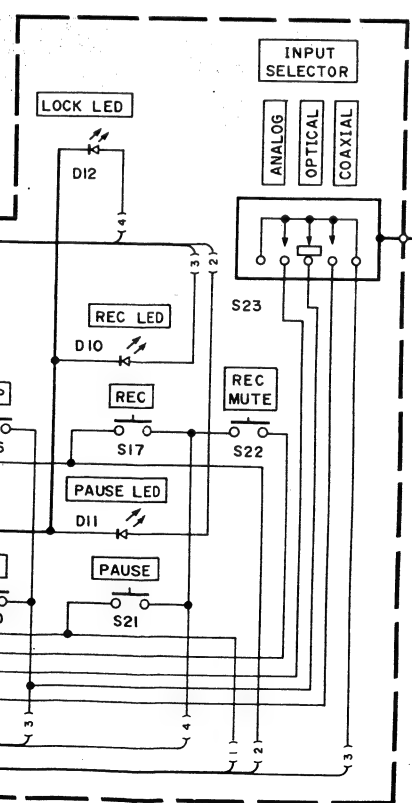 INPUT
SELECTOR
LOCK LED
ANALOG
OPTICAL
COAXIAL
D12
4
3
2
S23
REC LED
D10
REC
REC
MUTE
P
6
S17
S22
PAUSE LED
D11
PAUSE
S21
3
4
1
2
3